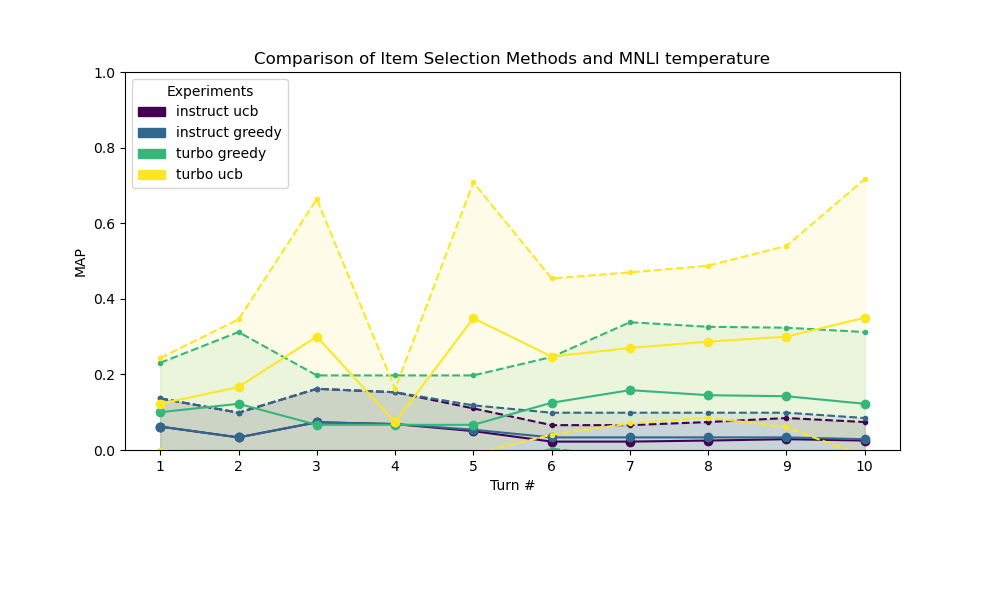 Comparison of Item Selection Methods and MNLI temperature
1.0
0.8
0.6
0.4
0.2
0.0
MAP
Experiments
instruct ucb
instruct greedy
turbo greedy
turbo ucb
1 2 3 4 5 6 7 8 9 10
Turn #